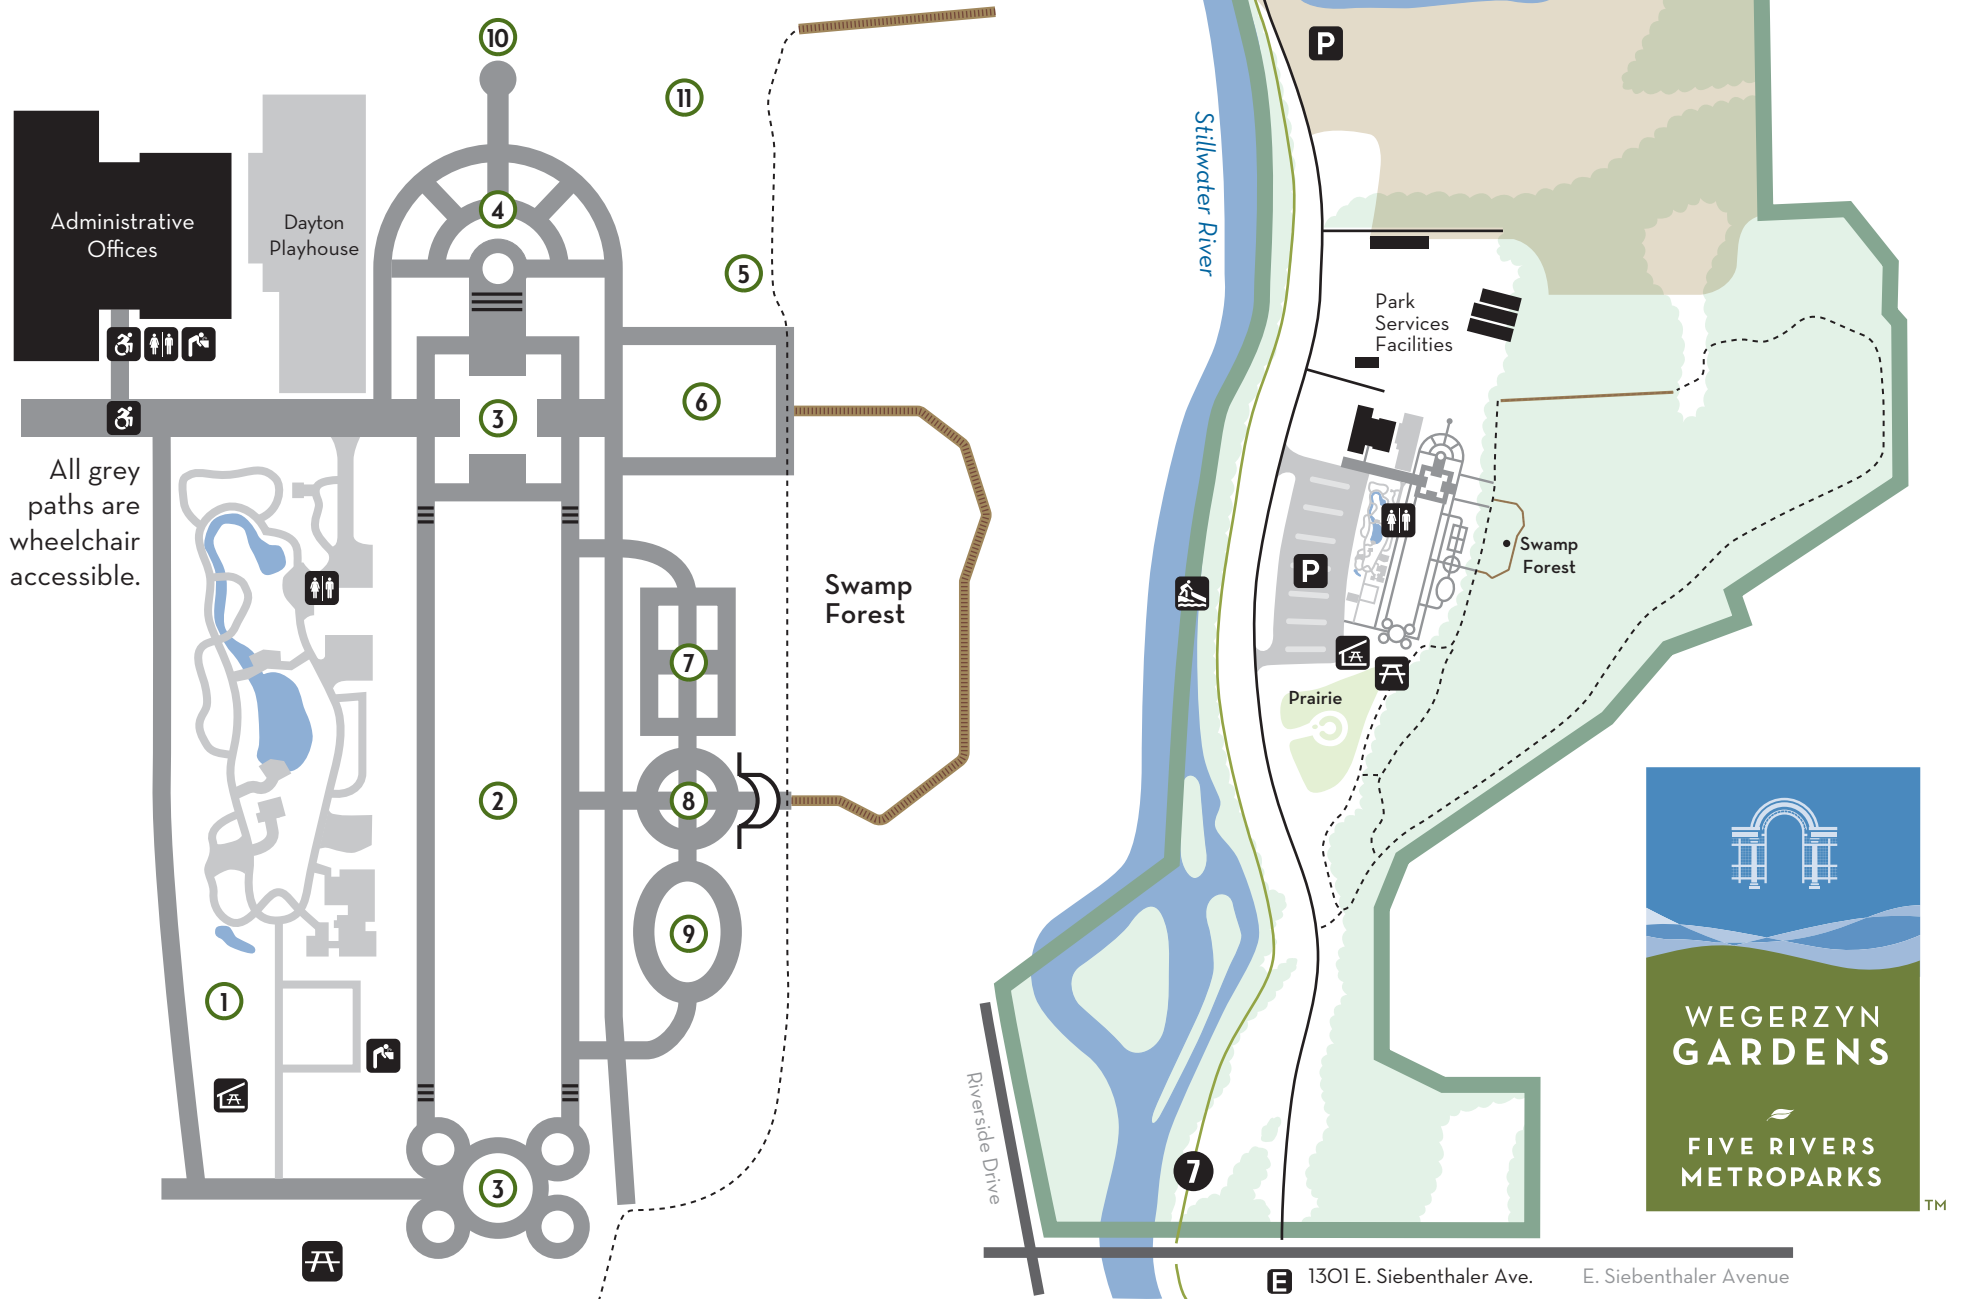 10
11
Administrative
Offices
Dayton
Playhouse
4
5
6
3
All grey
paths are
wheelchair
accessible.
Swamp
Forest
7
2
8
9
1
3
P
Stillwater River
Park
Services
Facilities
Swamp
Forest
P
Prairie
Riverside Drive
7
E
1301 E. Siebenthaler Ave.
E. Siebenthaler Avenue
WEGERZYN
GARDENS
FIVE RIVERS
METROPARKS
TM